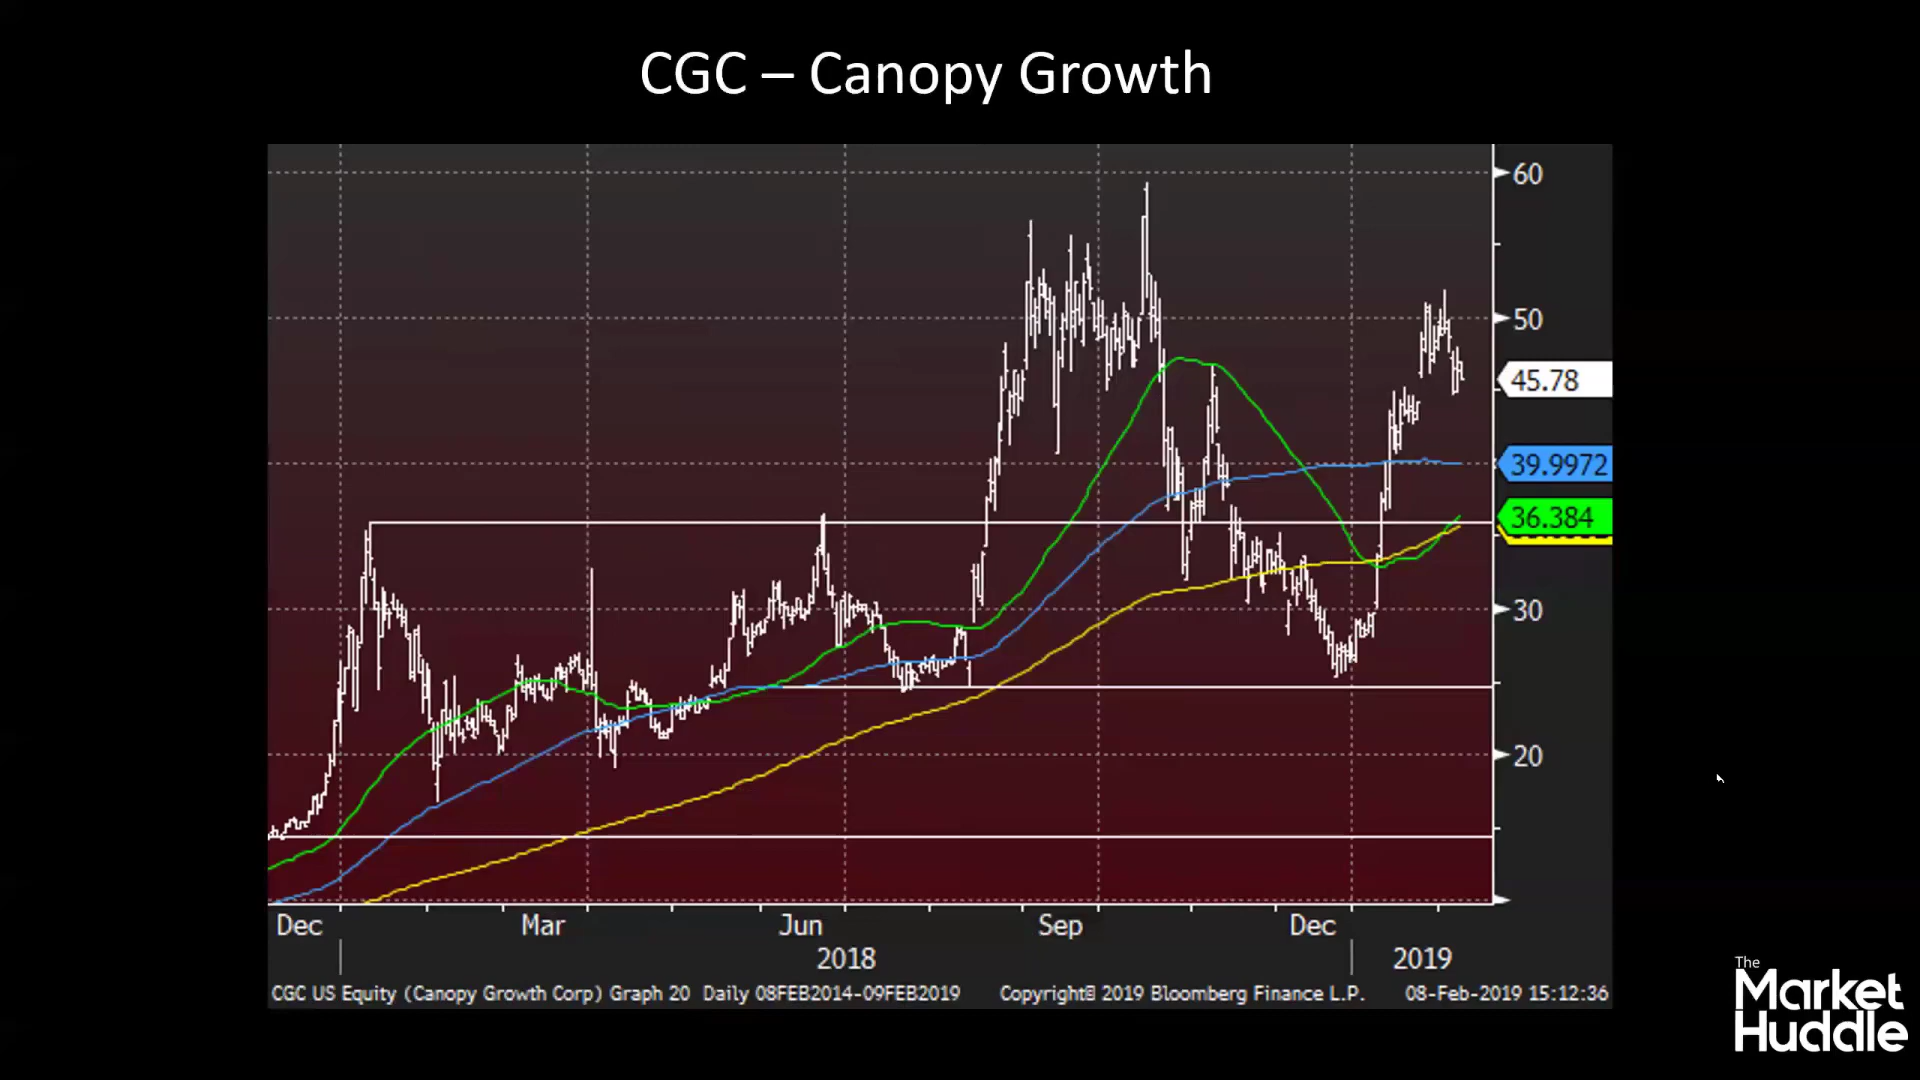 CGC – Canopy Growth
60
50
45.78
39.9972
36.384
30
20
Dec Mar Jun Sep Dec
2018 2019
CGC US Equity (Canopy Growth Corp) Graph 20 Daily 08FEB2014-09FEB2019 Copyright© 2019 Bloomberg Finance L.P. 08-Feb-2019 15:12:36
The
Market
Huddle